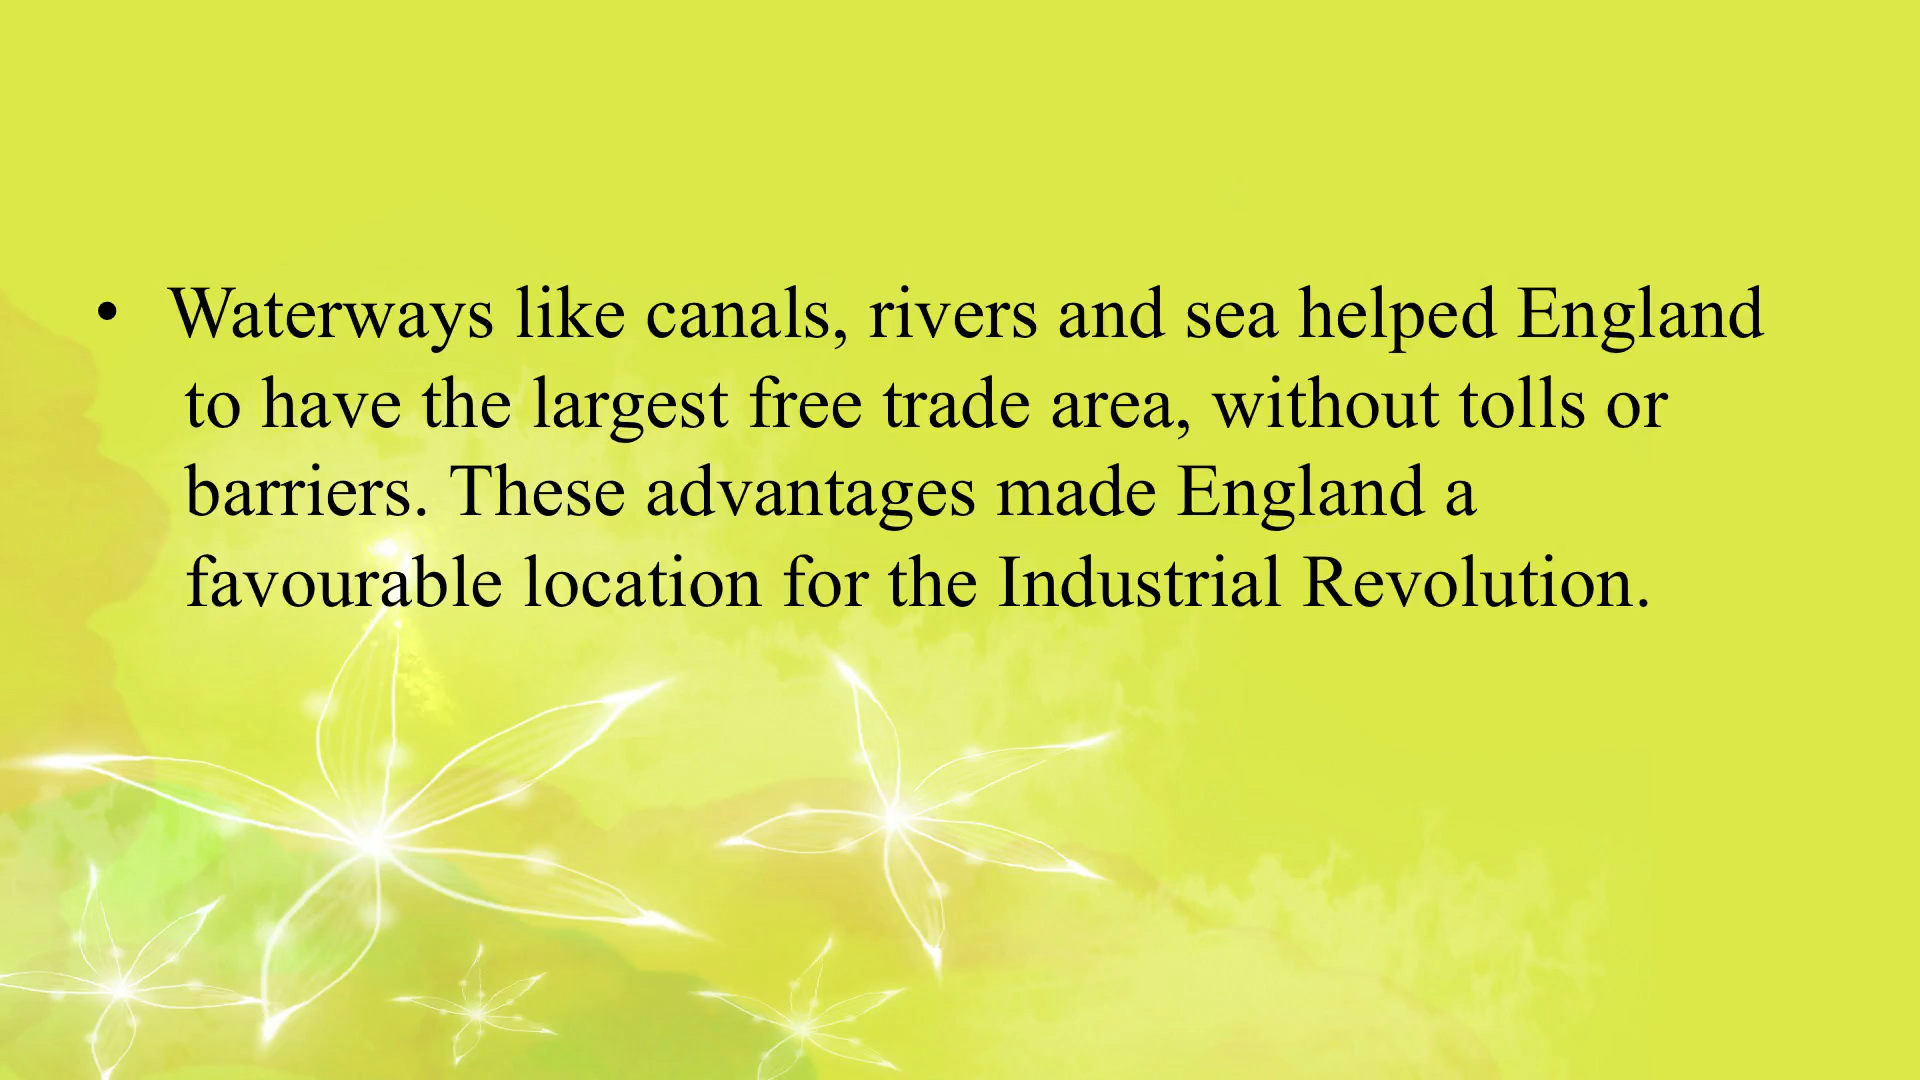 • Waterways like canals, rivers and sea helped England
to have the largest free trade area, without tolls or
barriers. These advantages made England a
favourable location for the Industrial Revolution.